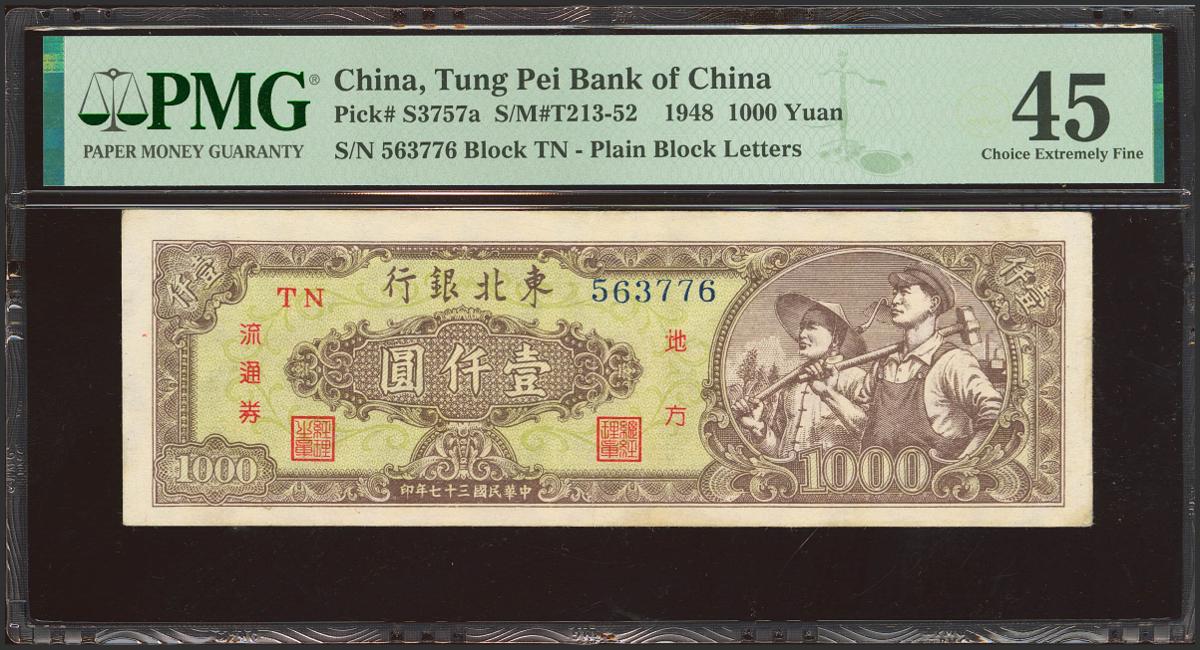 PMG®
PAPER MONEY GUARANTY
China, Tung Pei Bank of China
Pick# S3757a S/M#T213-52 1948 1000 Yuan
S/N 563776 Block TN - Plain Block Letters
45
Choice Extremely Fine
仟壹
行銀北東
仟壹
TN
563776
流通券
圓仟壹
地方
1000
印年七十三國民華中
1000